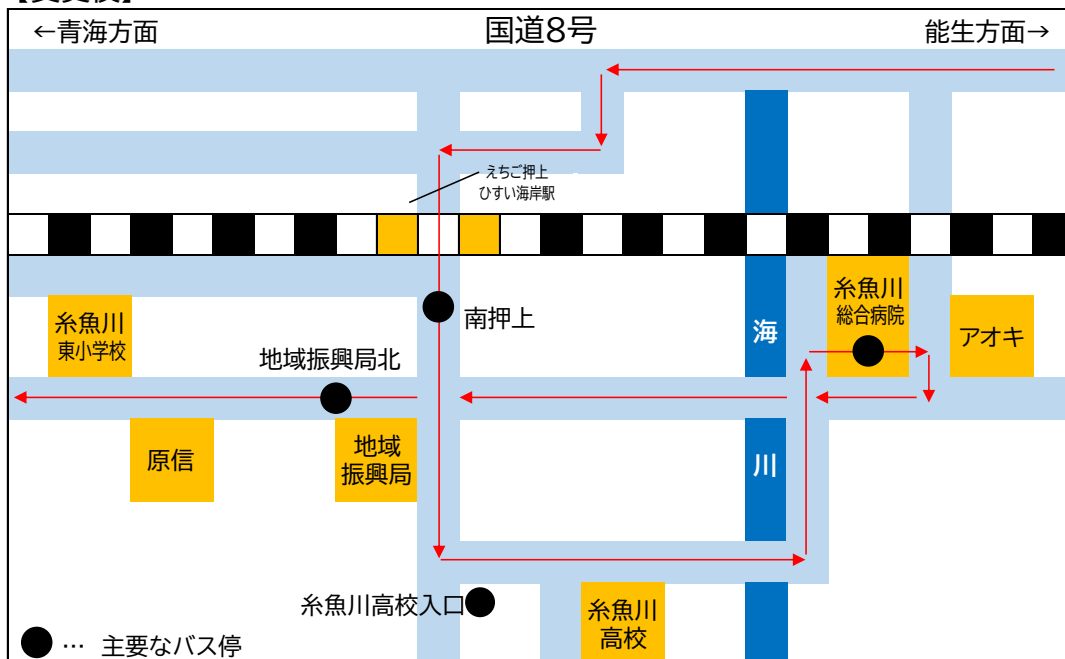 ←青海方面
国道8号
能生方面→
えちご押上
ひすい海岸駅
糸魚川
東小学校
地域振興局北
南押上
海
川
糸魚川
総合病院
アオキ
原信
地域
振興局
糸魚川高校入口
糸魚川
高校
… 主要なバス停